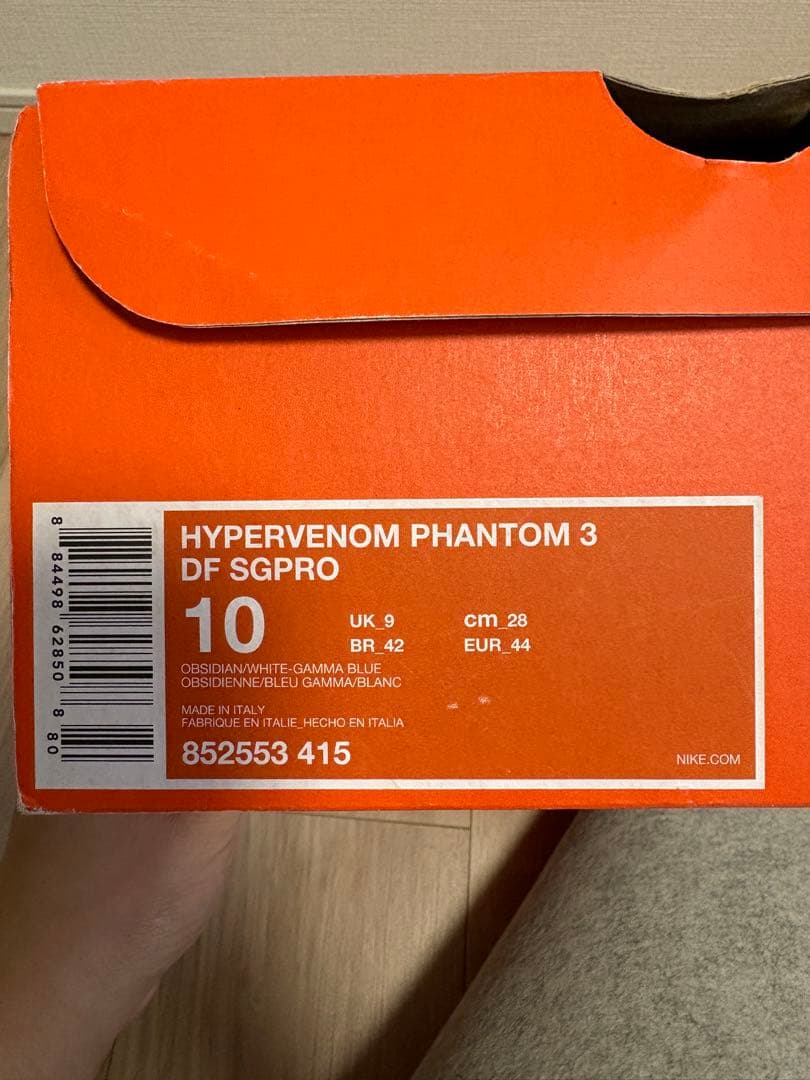 HYPERVENOM PHANTOM 3
DF SGPRO
10
UK_9
cm_28
BR_42
EUR_44
OBSIDIAN/WHITE-GAMMA BLUE
OBSIDIENNE/BLEU GAMMA/BLANC
MADE IN ITALY
FABRIQUE EN ITALIE_HECHO EN ITALIA
852553 415
NIKE.COM
8 84498 62850 8 80